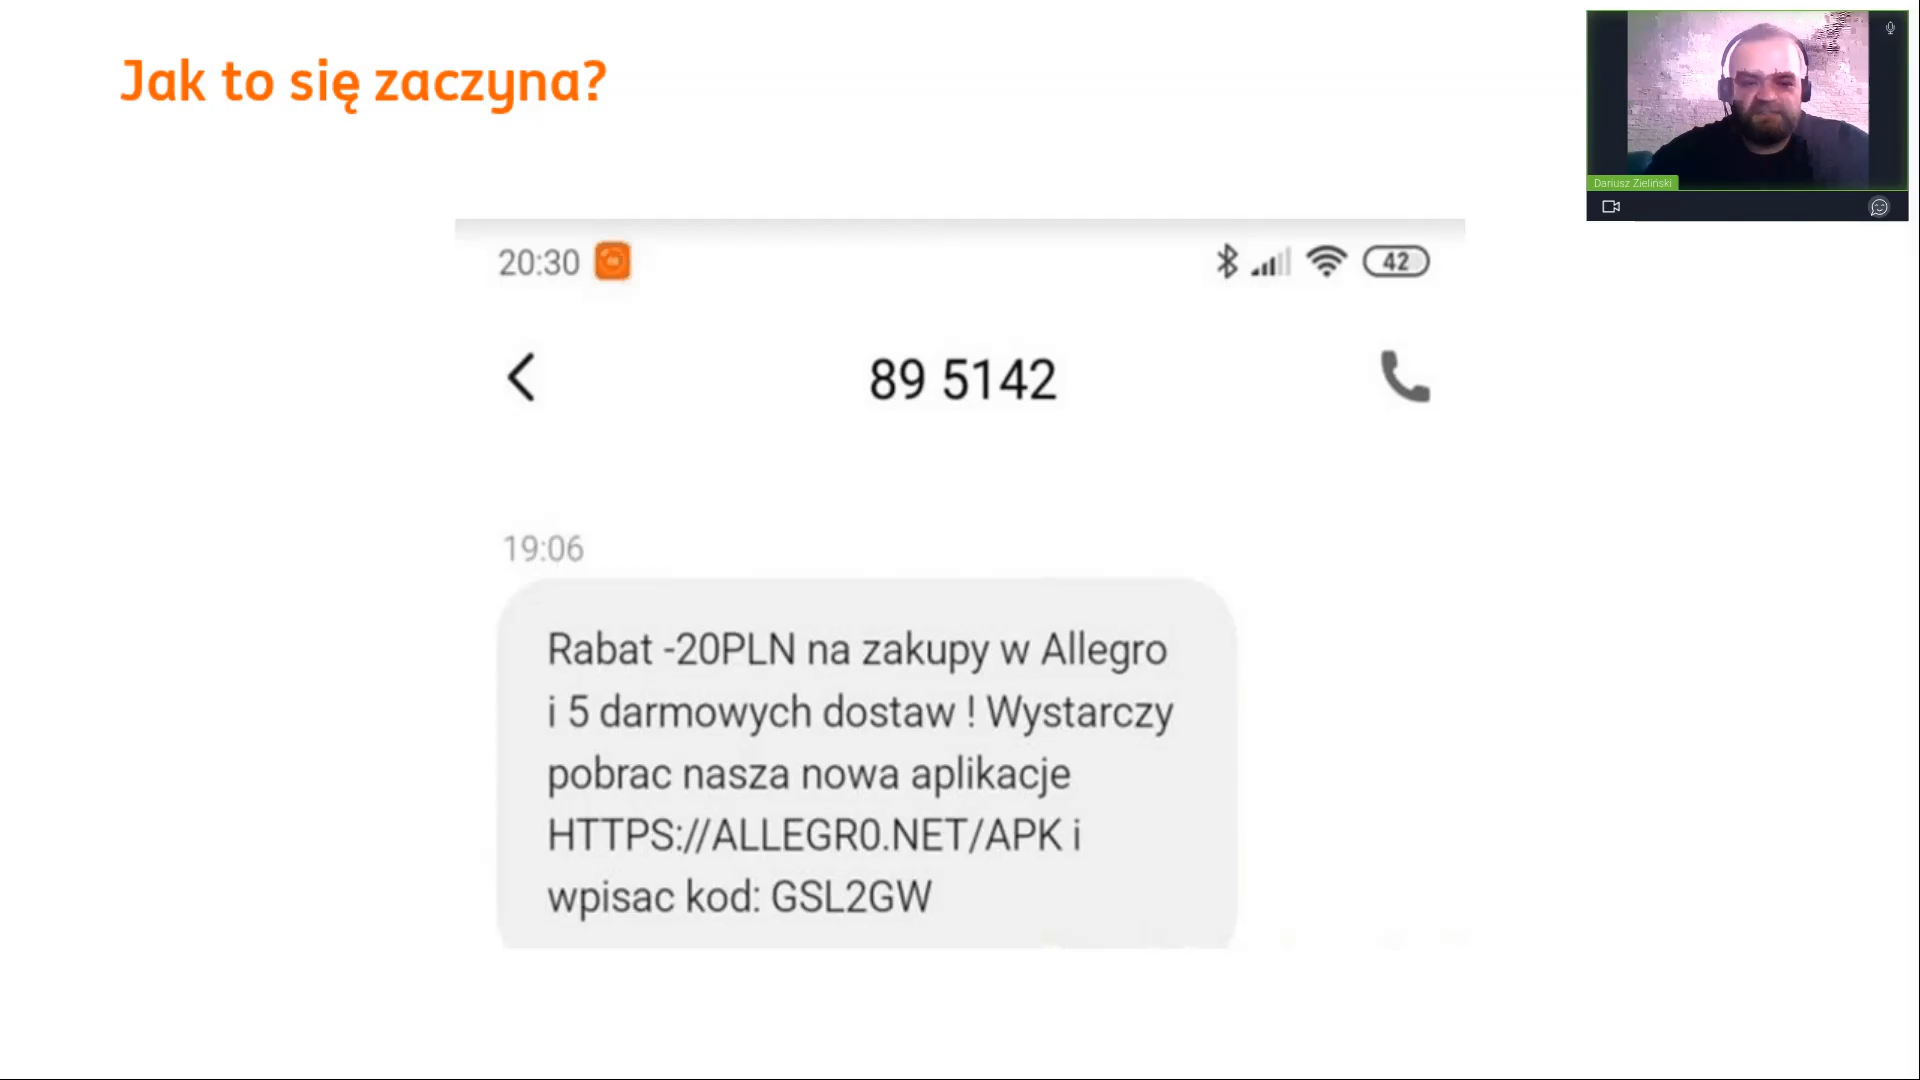 Jak to się zaczyna?
Dariusz Zieliński
20:30
42
89 5142
19:06
Rabat -20PLN na zakupy w Allegro
i 5 darmowych dostaw ! Wystarczy
pobrac nasza nowa aplikacje
HTTPS://ALLEGR0.NET/APK i
wpisac kod: GSL2GW